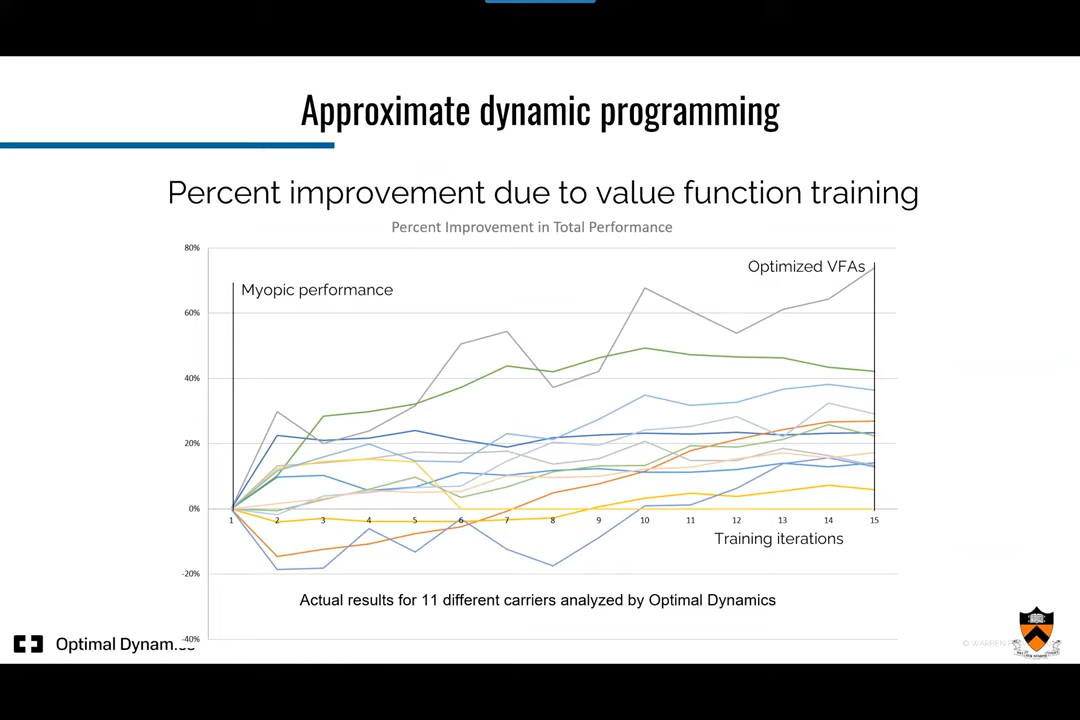 Approximate dynamic programming
Percent improvement due to value function training
Percent Improvement in Total Performance
80%
Optimized VFAs
Myopic performance
60%
40%
20%
0%
1 2 3 4 5 6 7 8 9 10 11 12 13 14 15
Training iterations
-20%
Actual results for 11 different carriers analyzed by Optimal Dynamics
-40%
Optimal
© WARREN